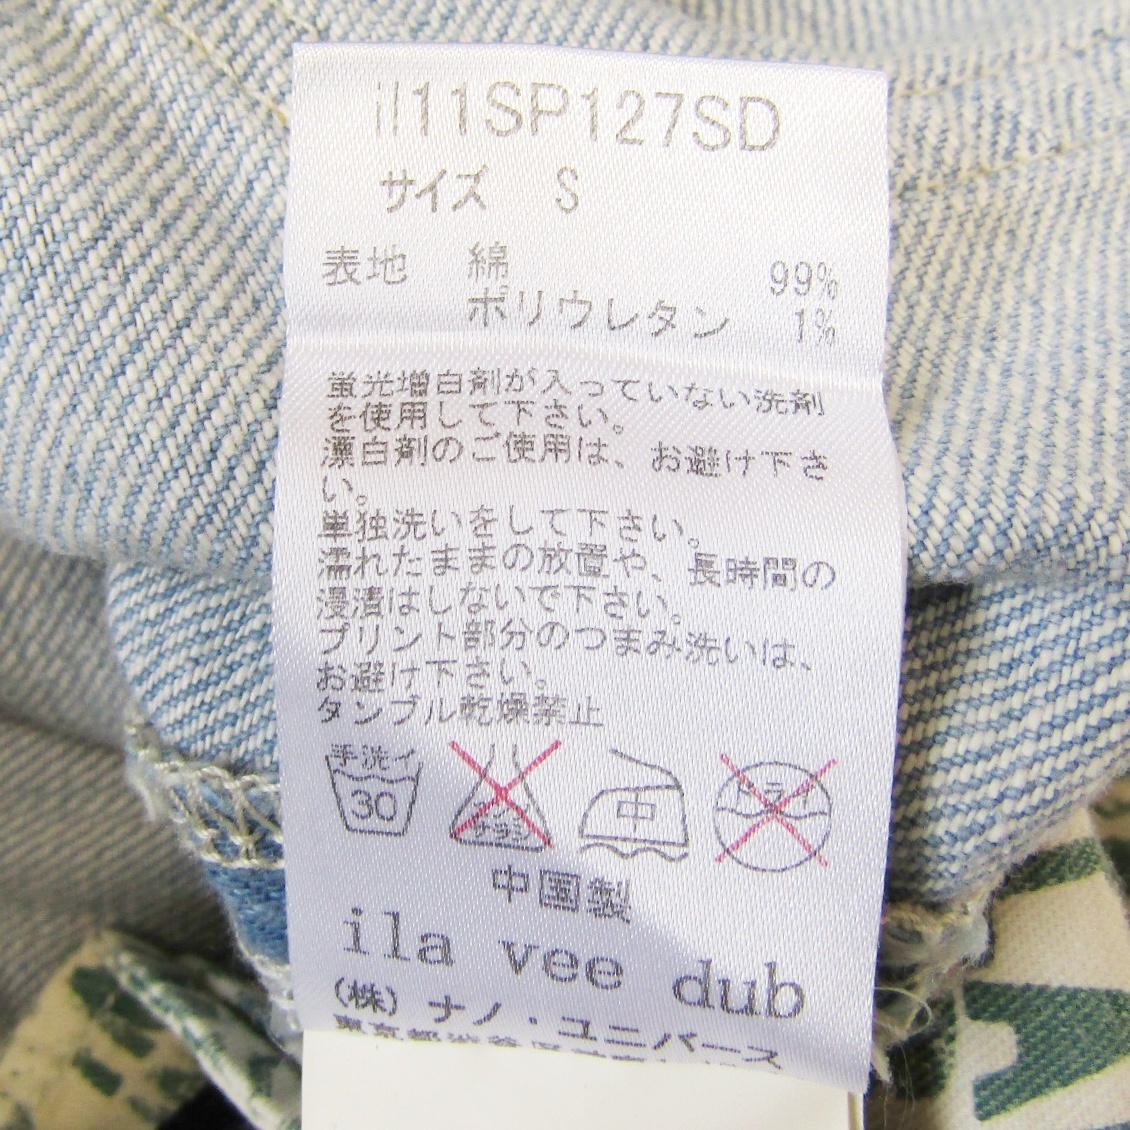 il11SP127SD
サイズ S
表地 綿 99%
ポリウレタン 1%
蛍光増白剤が入っていない洗剤
を使用して下さい。
漂白剤のご使用は、お避け下さ
い。
単独洗いをして下さい。
濡れたままの放置や、長時間の
浸漬はしないで下さい。
プリント部分のつまみ洗いは、
お避け下さい。
タンブル乾燥禁止
手洗イ
30
エンソ
サラシ
中
ドライ
中国製
ila vee dub
(株) ナノ・ユニバース
東京都渋谷区